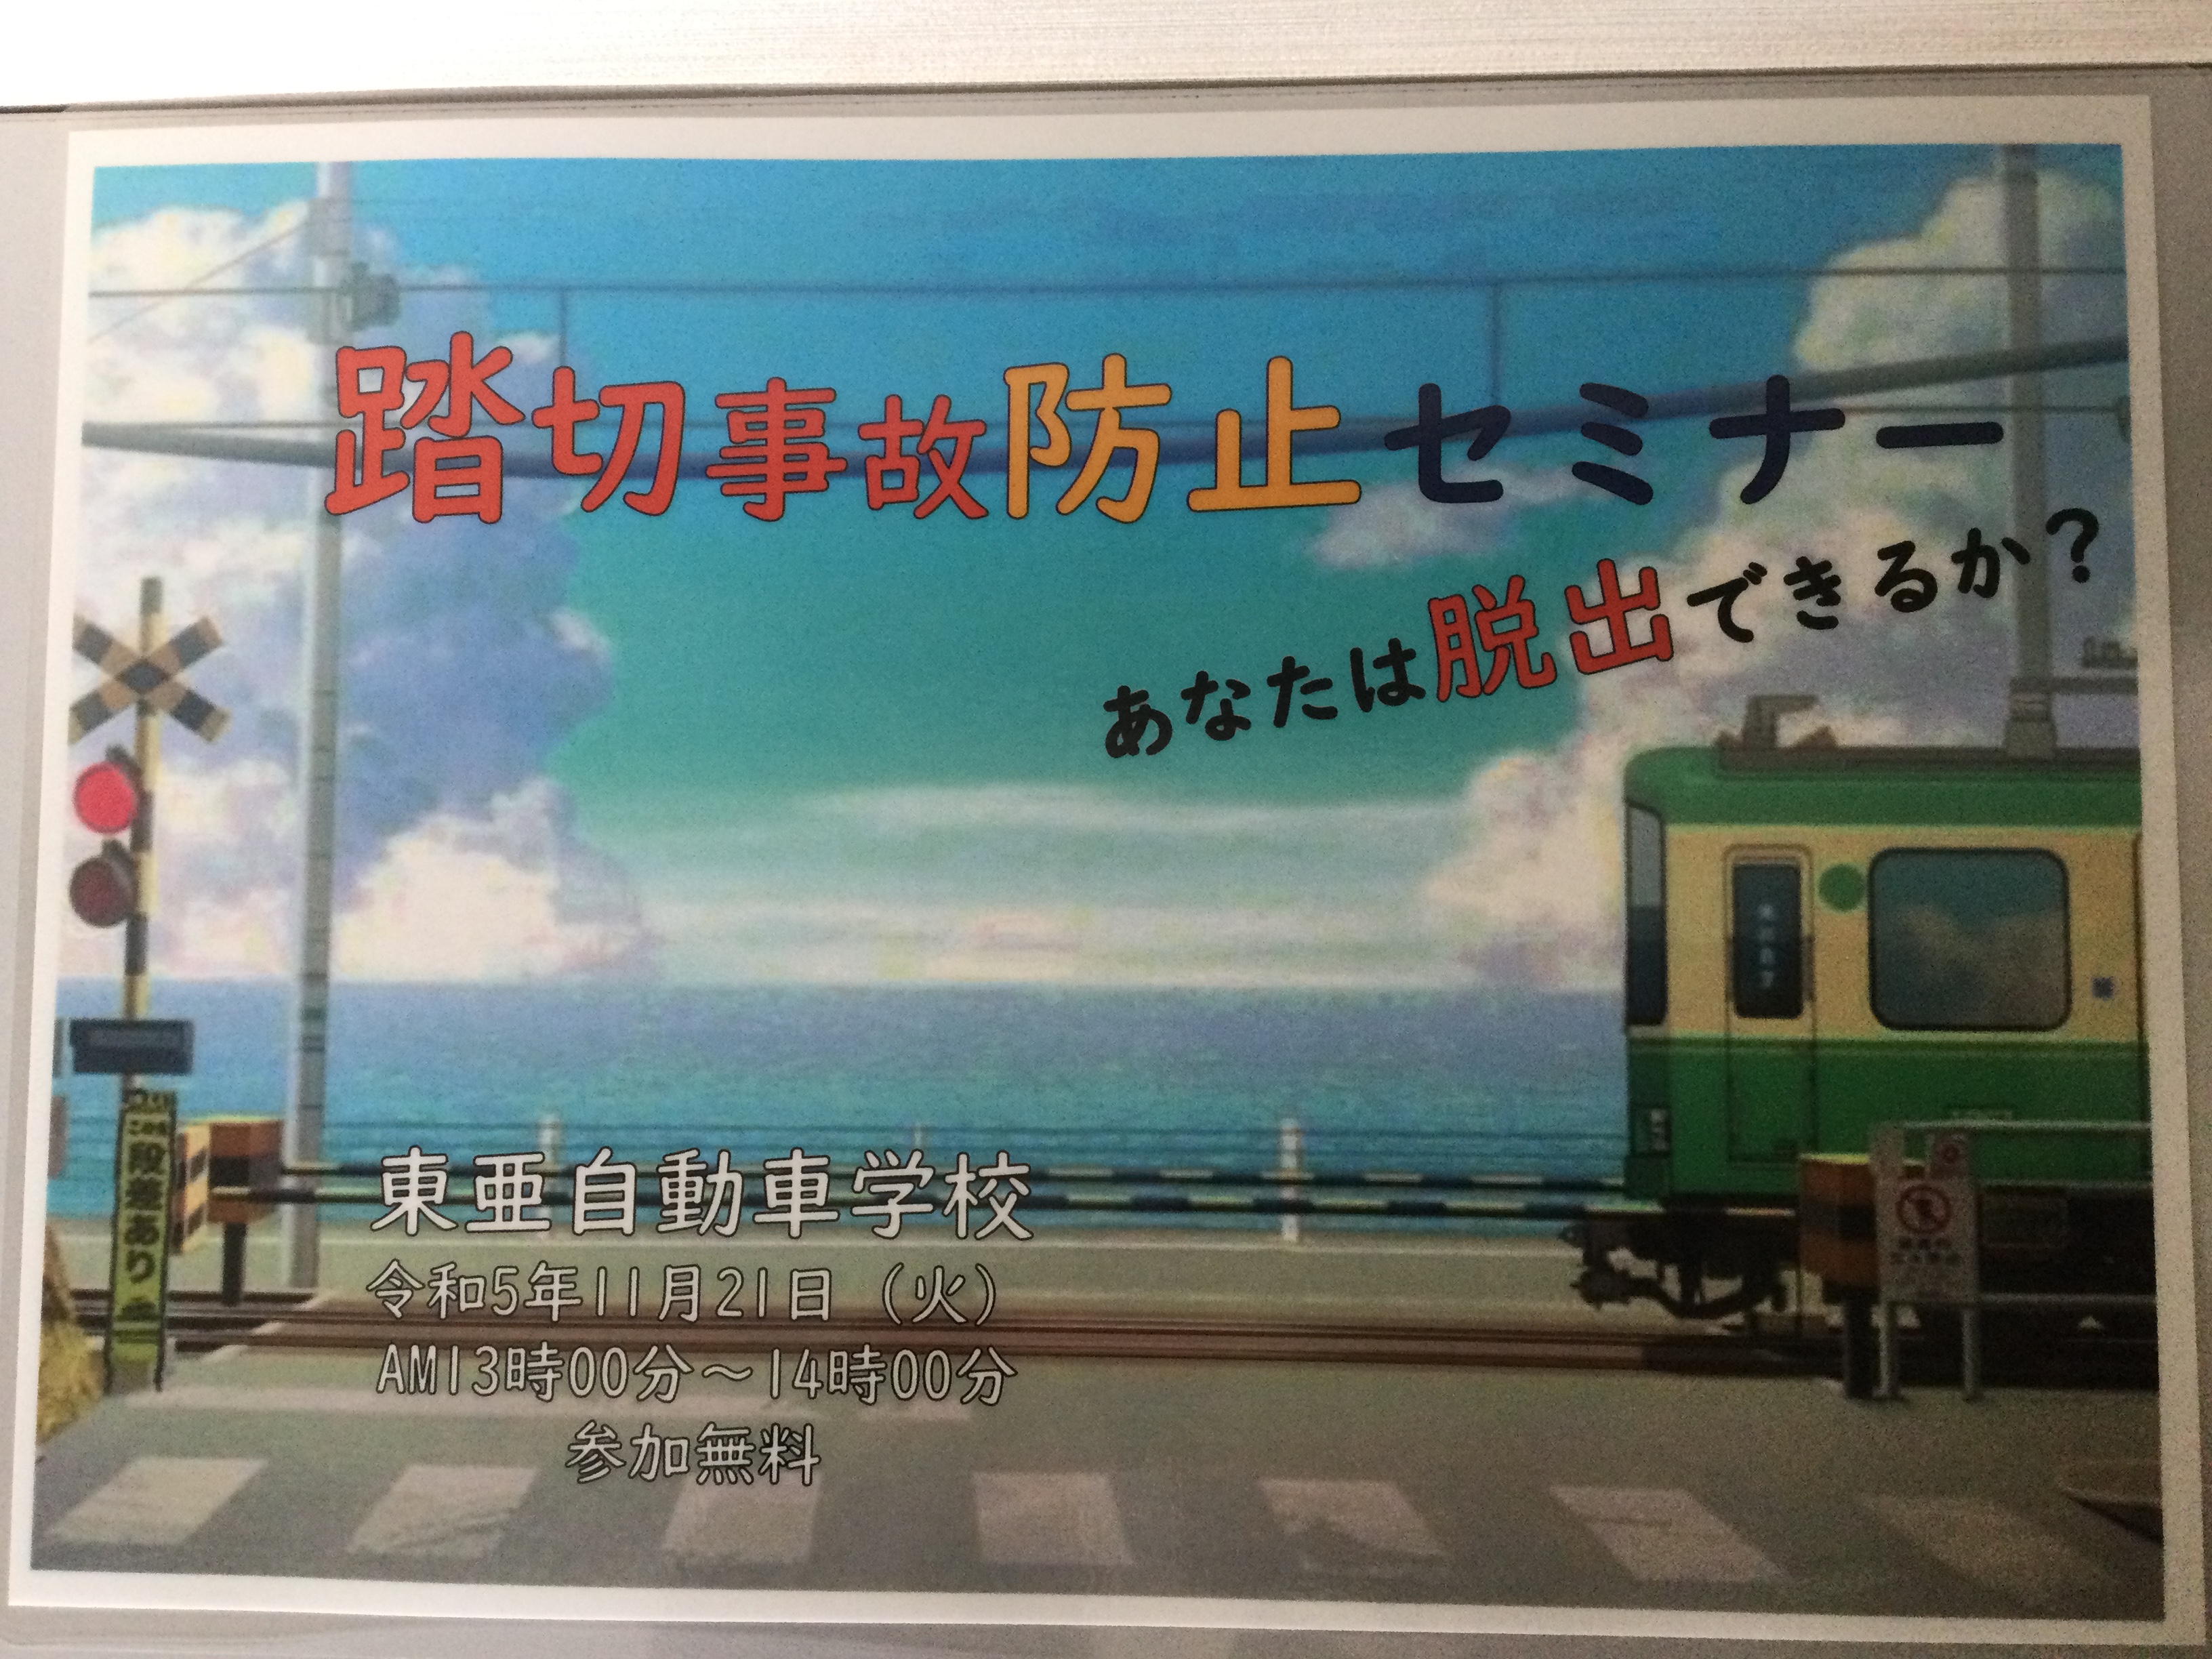 踏切事故防止セミナー
あなたは脱出できるか？
東亜自動車学校
令和5年11月21日（火）
AM13時00分～14時00分
参加無料
段差あり